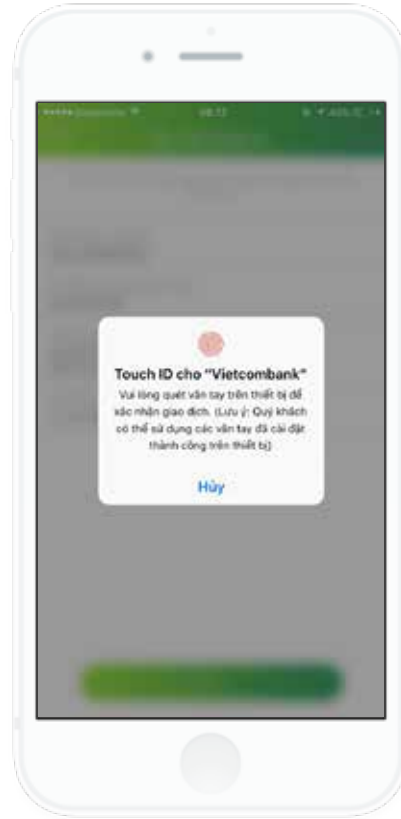 Touch ID cho "Vietcombank"
Vui lòng quét vân tay trên thiết bị để
xác nhận giao dịch. (Lưu ý: Quý khách
có thể sử dụng các vân tay đã cài đặt
thành công trên thiết bị)
Hủy